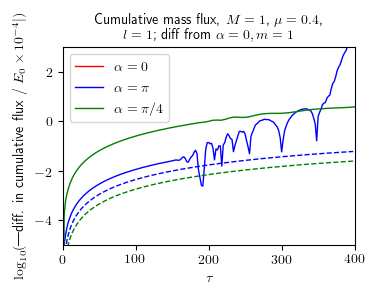 Cumulative mass flux, M = 1, μ = 0.4,
l = 1; diff from α = 0, m = 1
log₁₀(—diff. in cumulative flux / E₀ × 10⁻⁴|)
2
0
−2
−4
α = 0
α = π
α = π/4
0
100
200
300
400
τ